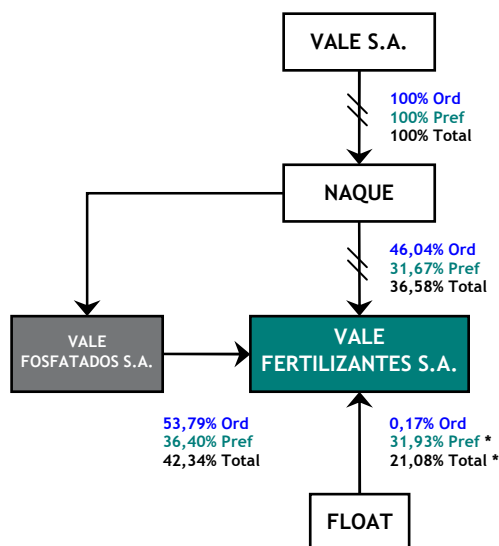 VALE S.A.
100% Ord
100% Pref
100% Total
NAQUE
46,04% Ord
31,67% Pref
36,58% Total
VALE
FOSFATADOS S.A.
VALE
FERTILIZANTES S.A.
53,79% Ord
36,40% Pref
42,34% Total
0,17% Ord
31,93% Pref *
21,08% Total *
FLOAT